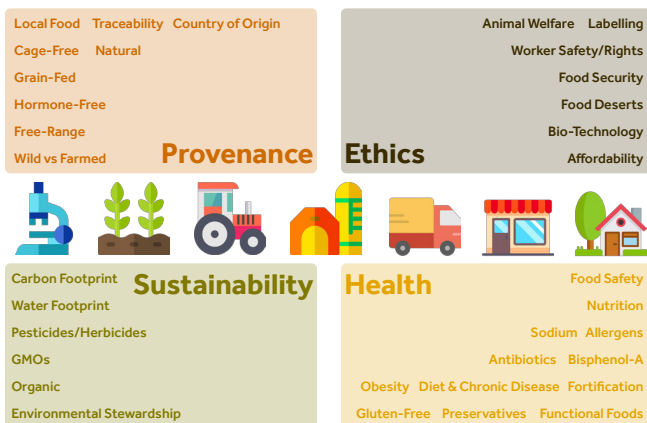 Local Food Traceability Country of Origin
Cage-Free Natural
Grain-Fed
Hormone-Free
Free-Range
Wild vs Farmed
Provenance
Animal Welfare Labelling
Worker Safety/Rights
Food Security
Food Deserts
Bio-Technology
Affordability
Ethics
Carbon Footprint
Sustainability
Water Footprint
Pesticides/Herbicides
GMOs
Organic
Environmental Stewardship
Health
Food Safety
Nutrition
Sodium Allergens
Antibiotics Bisphenol-A
Obesity Diet & Chronic Disease Fortification
Gluten-Free Preservatives Functional Foods